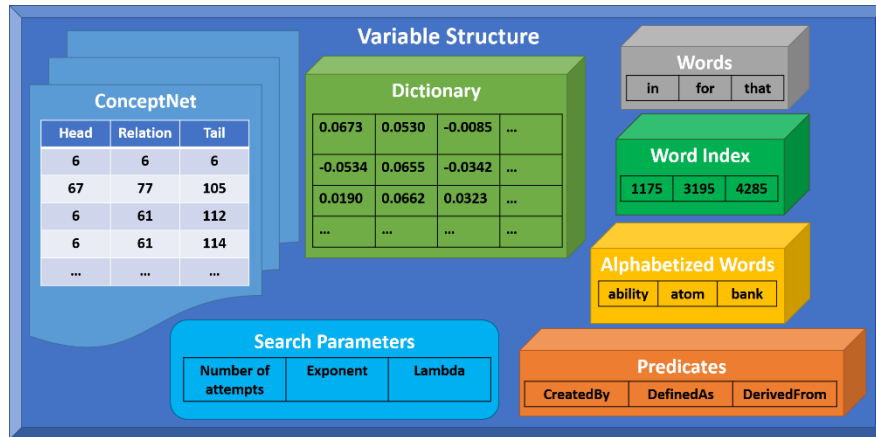 Variable Structure
ConceptNet
Head Relation Tail
6 6 6
67 77 105
6 61 112
6 61 114
... ... ...
Dictionary
0.0673 0.0530 -0.0085 ...
-0.0534 0.0655 -0.0342 ...
0.0190 0.0662 0.0323 ...
... ... ... ...
Words
in for that
Word Index
1175 3195 4285
Alphabetized Words
ability atom bank
Search Parameters
Number of attempts Exponent Lambda
Predicates
CreatedBy DefinedAs DerivedFrom